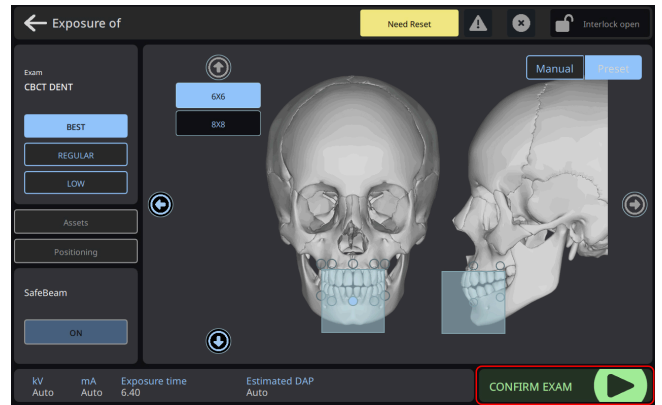 Exposure of
Need Reset
Interlock open
Exam
CBCT DENT
BEST
REGULAR
LOW
Assets
Positioning
SafeBeam
ON
6X6
8X8
Manual
Preset
kV
Auto
mA
Auto
Exposure time
6.40
Estimated DAP
Auto
CONFIRM EXAM